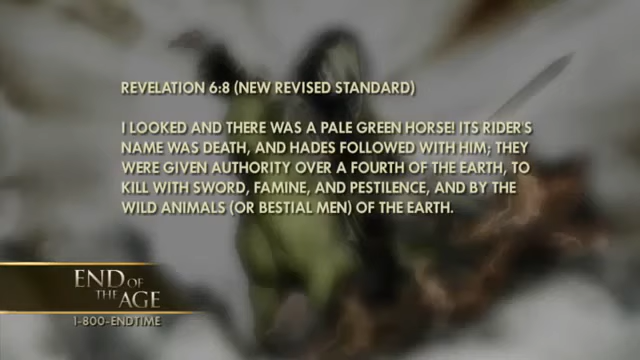 REVELATION 6:8 (NEW REVISED STANDARD)
I LOOKED AND THERE WAS A PALE GREEN HORSE! ITS RIDER'S
NAME WAS DEATH, AND HADES FOLLOWED WITH HIM; THEY
WERE GIVEN AUTHORITY OVER A FOURTH OF THE EARTH, TO
KILL WITH SWORD, FAMINE, AND PESTILENCE, AND BY THE
WILD ANIMALS (OR BESTIAL MEN) OF THE EARTH.
END OF
THE AGE
1-800-ENDTIME